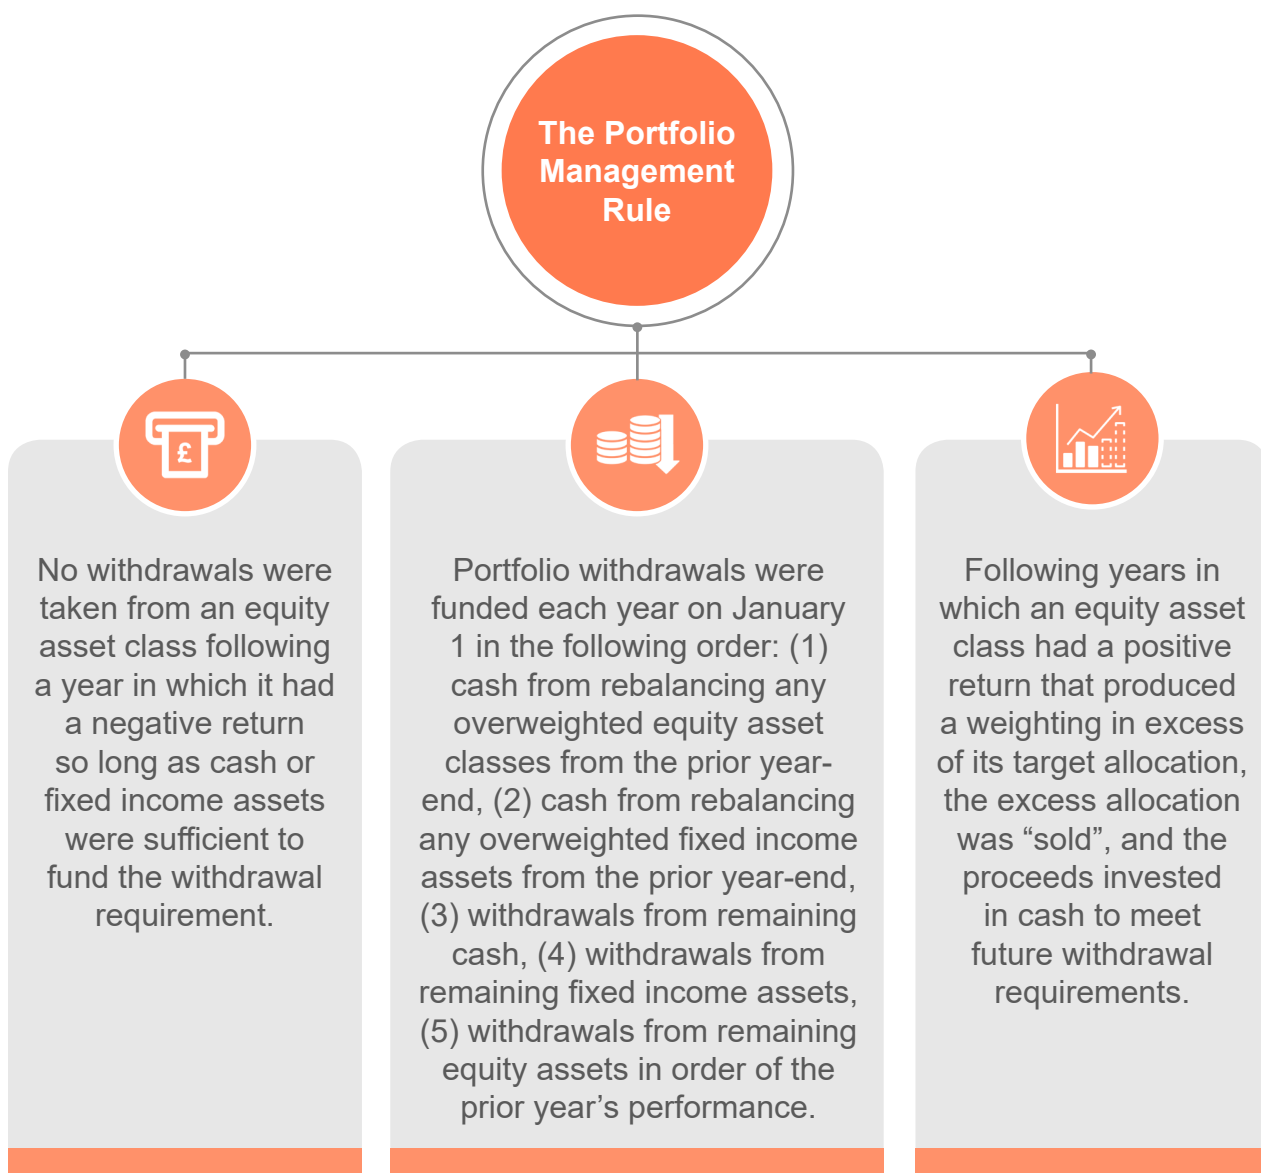 The Portfolio
Management
Rule
£
No withdrawals were
taken from an equity
asset class following
a year in which it had
a negative return
so long as cash or
fixed income assets
were sufficient to
fund the withdrawal
requirement.
Portfolio withdrawals were
funded each year on January
1 in the following order: (1)
cash from rebalancing any
overweighted equity asset
classes from the prior year-
end, (2) cash from rebalancing
any overweighted fixed income
assets from the prior year-end,
(3) withdrawals from remaining
cash, (4) withdrawals from
remaining fixed income assets,
(5) withdrawals from remaining
equity assets in order of the
prior year’s performance.
Following years in
which an equity asset
class had a positive
return that produced
a weighting in excess
of its target allocation,
the excess allocation
was “sold”, and the
proceeds invested
in cash to meet
future withdrawal
requirements.